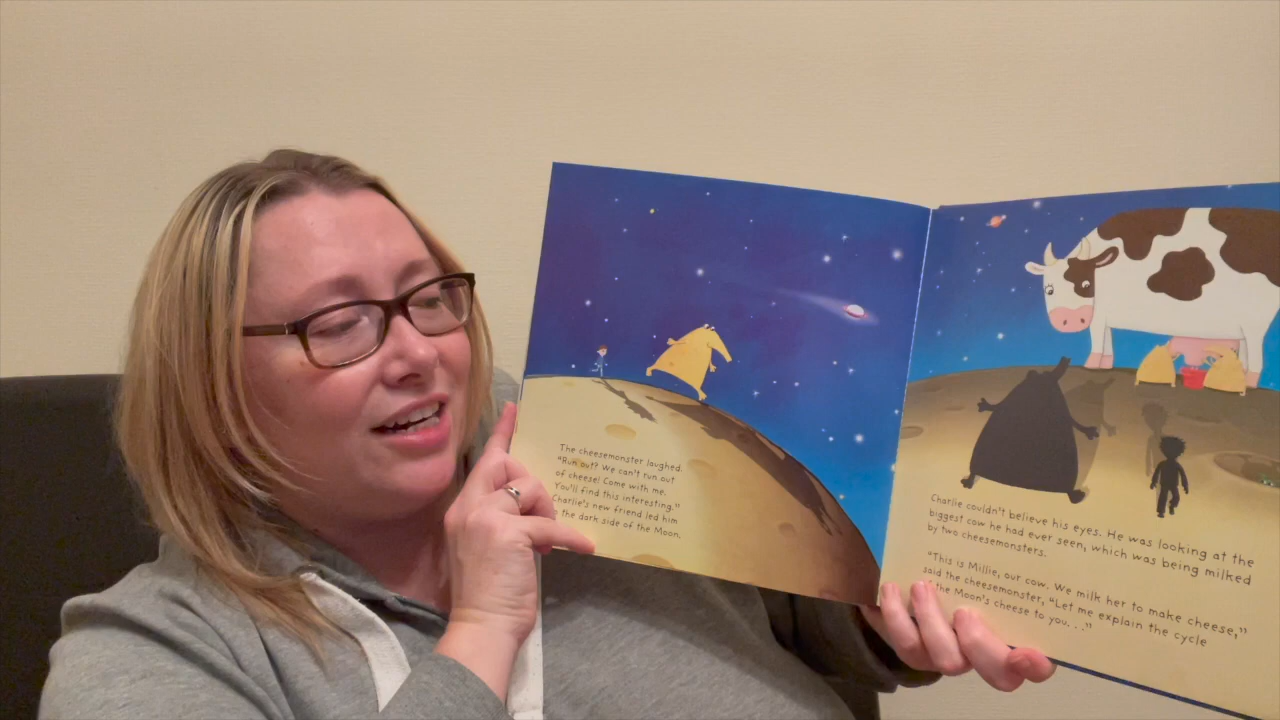 The cheesemonster laughed.
"Run out? We can't run out
of cheese! Come with me.
You'll find this interesting."
Charlie's new friend led him
the dark side of the Moon.
Charlie couldn't believe his eyes. He was looking at the
biggest cow he had ever seen, which was being milked
by two cheesemonsters.
"This is Millie, our cow. We milk her to make cheese,"
said the cheesemonster, "Let me explain the cycle
the Moon's cheese to you. . ."